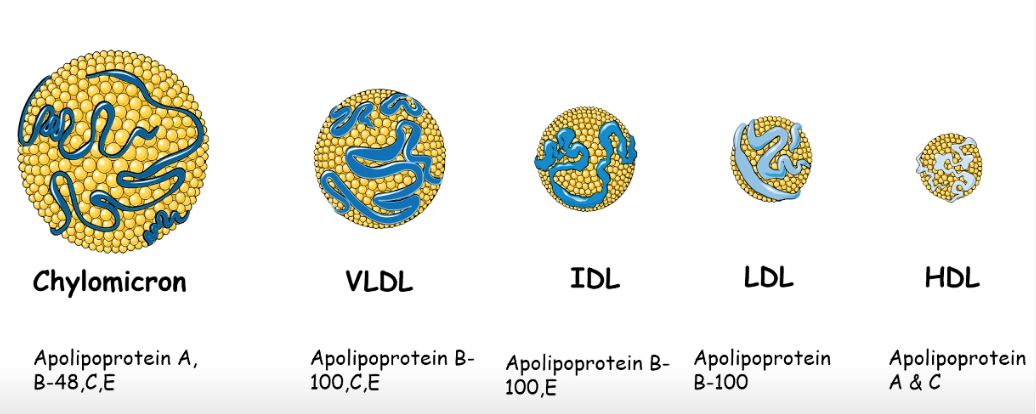 Chylomicron
VLDL
IDL
LDL
HDL
Apolipoprotein A,
B-48,C,E
Apolipoprotein B-
100,C,E
Apolipoprotein B-
100,E
Apolipoprotein
B-100
Apolipoprotein
A & C